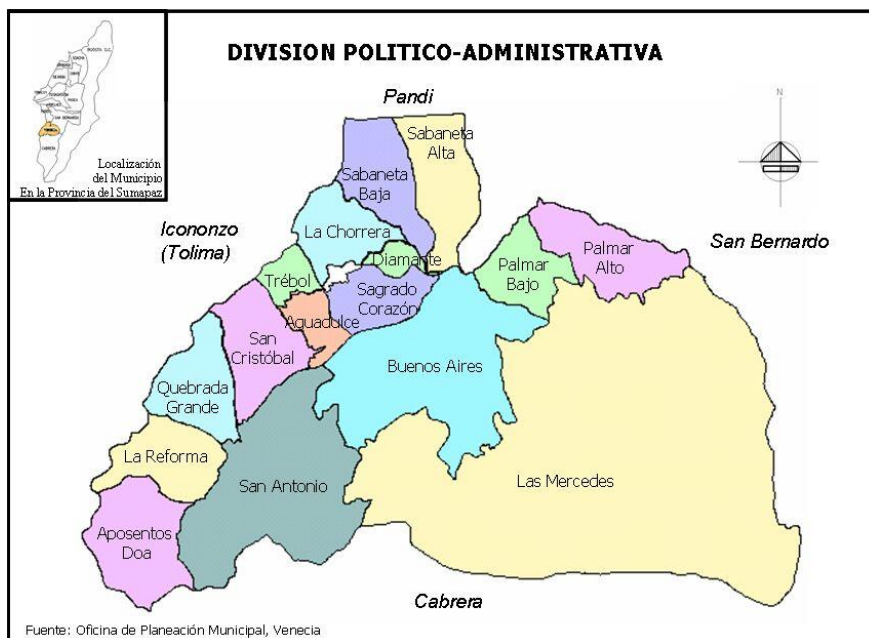 DIVISION POLITICO-ADMINISTRATIVA
BOGOTA D.C.
Localización
del Municipio
En la Provincia del Sumapaz
Pandi
Sabaneta
Alta
Sabaneta
Baja
N
Icononzo
(Tolima)
La Chorrera
San Bernardo
Palmar
Alto
Diamante
Palmar
Bajo
Trébol
Sagrado
Corazón
Aguadulce
San
Cristóbal
Buenos Aires
Quebrada
Grande
La Reforma
San Antonio
Las Mercedes
Aposentos
Doa
Cabrera
Fuente: Oficina de Planeación Municipal, Venecia